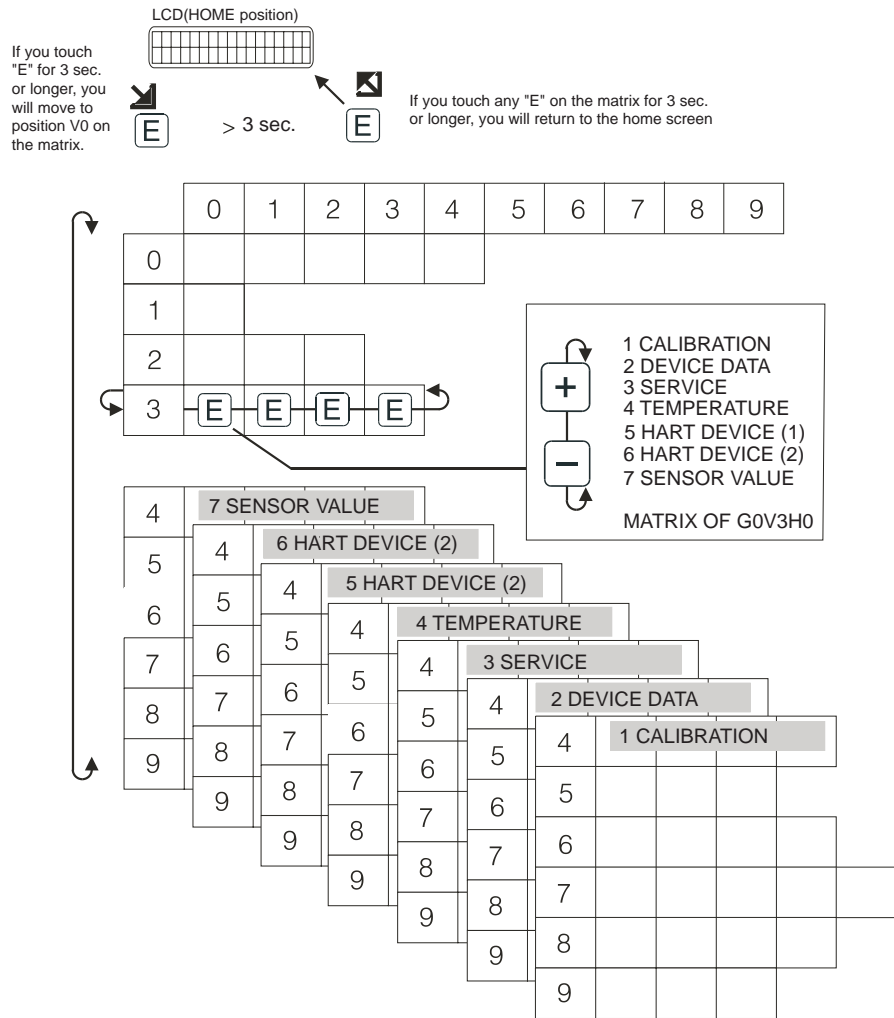 LCD(HOME position)
If you touch
"E" for 3 sec.
or longer, you
will move to
position V0 on
the matrix.
E
> 3 sec.
E
If you touch any "E" on the matrix for 3 sec.
or longer, you will return to the home screen
0 1 2 3 4 5 6 7 8 9
0
1
2
3 E E E E
+
−
1 CALIBRATION
2 DEVICE DATA
3 SERVICE
4 TEMPERATURE
5 HART DEVICE (1)
6 HART DEVICE (2)
7 SENSOR VALUE
MATRIX OF G0V3H0
7 SENSOR VALUE
4
5
6
7
8
9
6 HART DEVICE (2)
4
5
6
7
8
9
5 HART DEVICE (2)
4
5
6
7
8
9
4 TEMPERATURE
4
5
6
7
8
9
3 SERVICE
4
5
6
7
8
9
2 DEVICE DATA
4
5
6
7
8
9
1 CALIBRATION
4
5
6
7
8
9